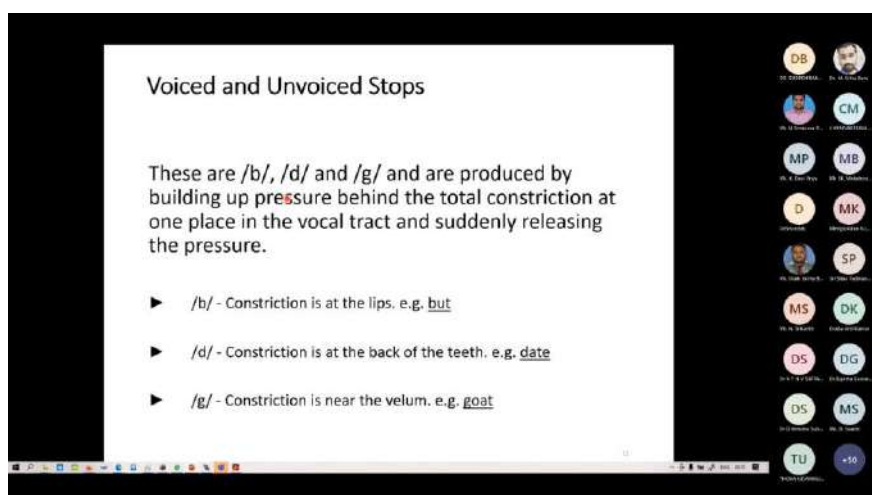 Voiced and Unvoiced Stops
These are /b/, /d/ and /g/ and are produced by
building up pressure behind the total constriction at
one place in the vocal tract and suddenly releasing
the pressure.
► /b/ - Constriction is at the lips. e.g. but
► /d/ - Constriction is at the back of the teeth. e.g. date
► /g/ - Constriction is near the velum. e.g. goat
DB
CM
MP MB
D MK
SP
MS DK
DS DG
DS MS
TU +50